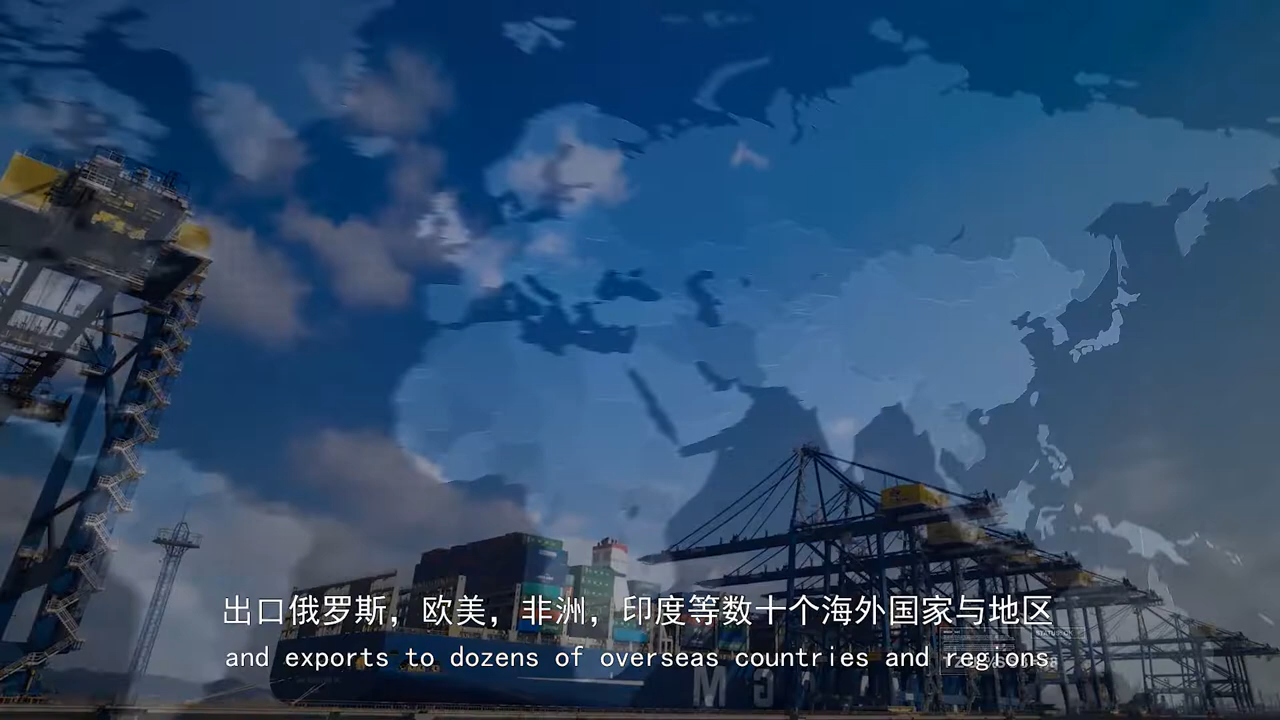 出口俄罗斯，欧美，非洲，印度等数十个海外国家与地区
and exports to dozens of overseas countries and regions.